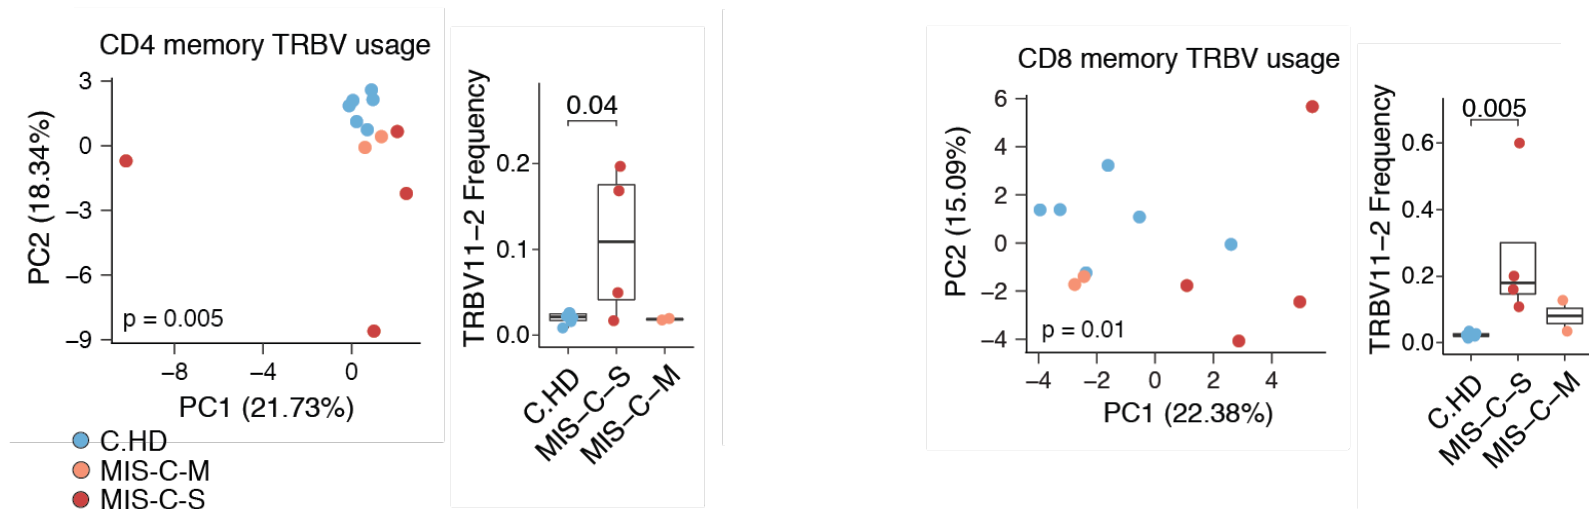 CD4 memory TRBV usage
PC2 (18.34%)
3
0
−3
−6
−9
p = 0.005
−8
−4
0
PC1 (21.73%)
C.HD
MIS-C-M
MIS-C-S
TRBV11−2 Frequency
0.04
0.2
0.1
0.0
C.HD
MIS−C−S
MIS−C−M
CD8 memory TRBV usage
PC2 (15.09%)
6
4
2
0
−2
−4
p = 0.01
−4
−2
0
2
4
PC1 (22.38%)
TRBV11−2 Frequency
0.005
0.6
0.4
0.2
0.0
C.HD
MIS−C−S
MIS−C−M